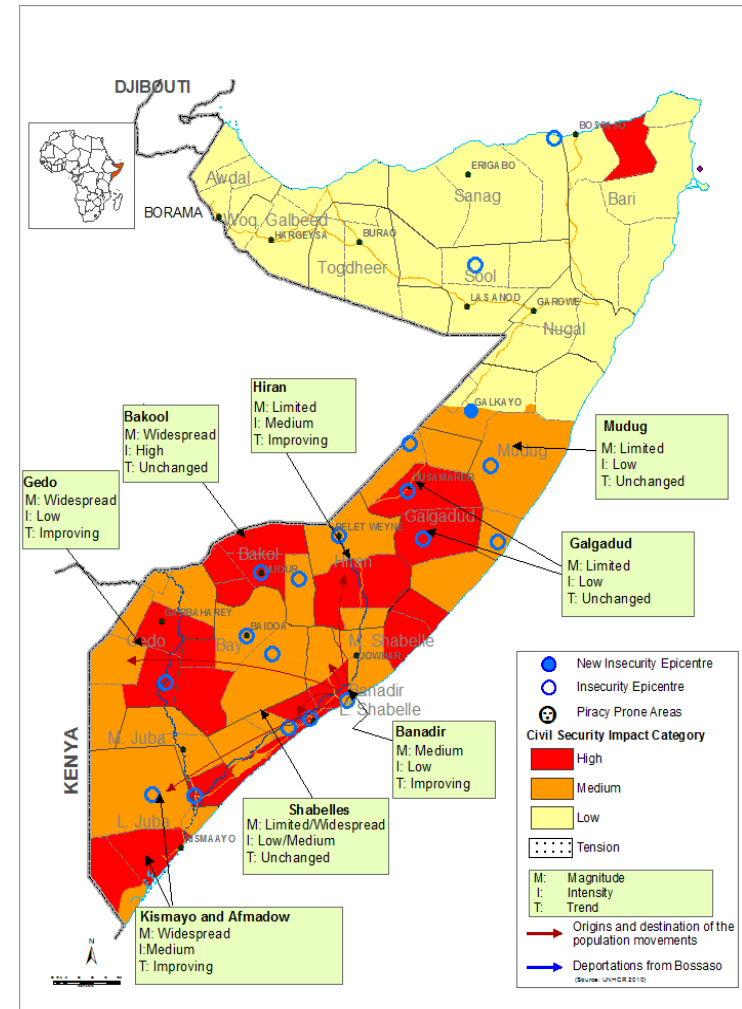 DJIBOUTI
BOSSASO
ERIGABO
Awdal
Sanag
Bari
BORAMA
Woq Galbeed
HARGEYSA
BURAO
Togdheer
Sool
LAS ANOD
GAROWE
Nugal
Hiran
M: Limited
I: Medium
T: Improving
GALKAYO
Bakool
M: Widespread
I: High
T: Unchanged
Mudug
M: Limited
I: Low
T: Unchanged
Mudug
Gedo
M: Widespread
I: Low
T: Improving
DUSAMAREB
Galgadud
BELET WEYNE
Galgadud
M: Limited
I: Low
T: Unchanged
Bakol
HUDUR
Hiran
GARBAHAREY
Gedo
BAIDOA
Bay
M. Shabelle
JOWHAR
Banadir
L. Shabelle
Banadir
M: Medium
I: Low
T: Improving
KENYA
M. Juba
Shabelles
M: Limited/Widespread
I: Low/Medium
T: Unchanged
L. Juba
KISMAAYO
Kismayo and Afmadow
M: Widespread
I:Medium
T: Improving
N
New Insecurity Epicentre
Insecurity Epicentre
Piracy Prone Areas
Civil Security Impact Category
High
Medium
Low
Tension
M: Magnitude
I: Intensity
T: Trend
Origins and destination of the
population movements
Deportations from Bossaso
(Source: UNHCR 2010)